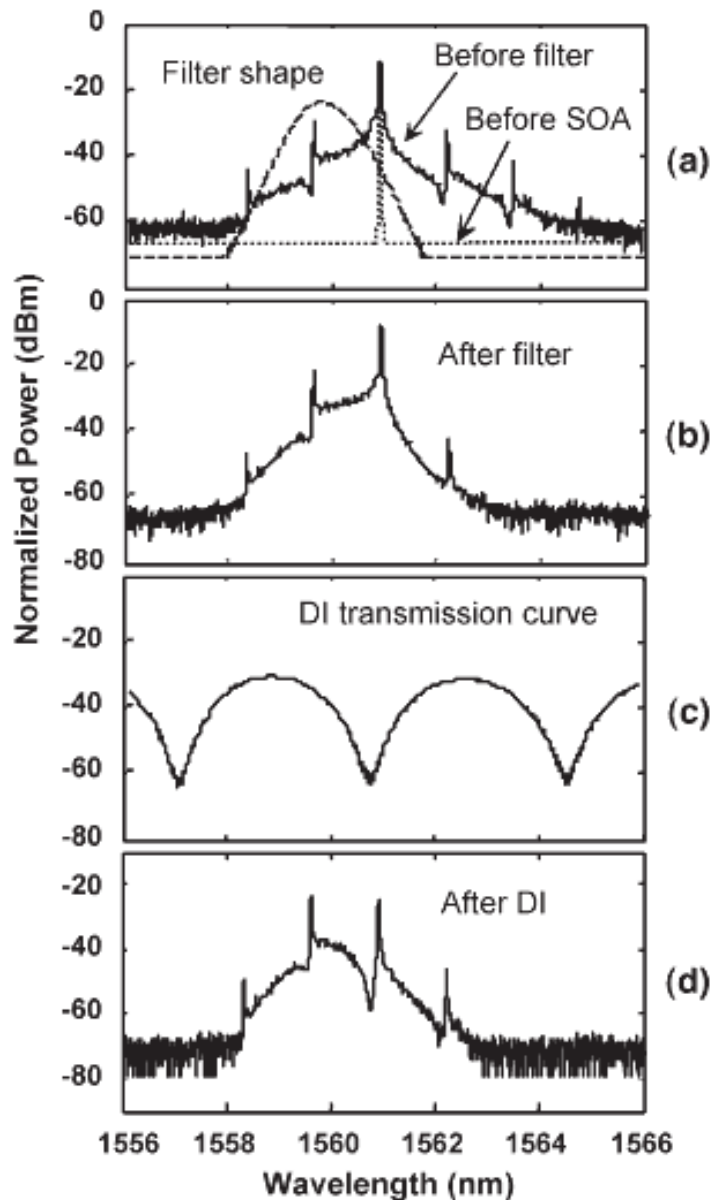 0
-20
-40
-60
Filter shape
Before filter
Before SOA
(a)
0
-20
-40
-60
-80
After filter
(b)
-20
-40
-60
-80
DI transmission curve
(c)
-20
-40
-60
-80
After DI
(d)
Normalized Power (dBm)
1556 1558 1560 1562 1564 1566
Wavelength (nm)